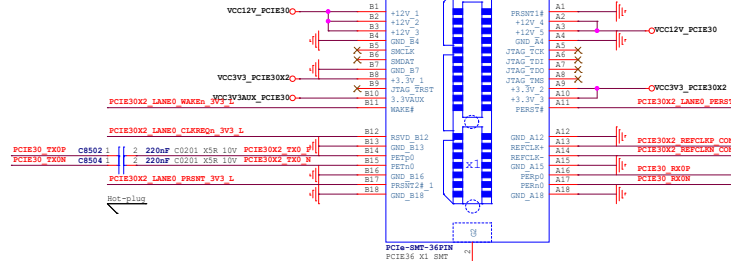 B1 +12V_1 PRSNT1# A1
VCC12V_PCIE30 B2 +12V_2 +12V_4 A2
B3 +12V_3 +12V_5 A3 VCC12V_PCIE30
B4 GND_B4 GND_A4 A4
B5 SMCLK JTAG_TCK A5
B6 SMDAT JTAG_TDI A6
B7 GND_B7 JTAG_TDO A7
VCC3V3_PCIE30X2 B8 +3.3V_1 JTAG_TMS A8
B9 JTAG_TRST +3.3V_2 A9 VCC3V3_PCIE30X2
VCC3V3AUX_PCIE30 B10 3.3VAUX +3.3V_3 A10
PCIE30X2_LANE0_WAKEn_3V3_L B11 WAKE# PERST# A11 PCIE30X2_LANE0_PERST
PCIE30X2_LANE0_CLKREQn_3V3_L B12 RSVD_B12 GND_A12 A12
B13 GND_B13 REFCLK+ A13 PCIE30X2_REFCLKP_CON
PCIE30_TX0P C8502 1 2 220nF C0201 X5R 10V PCIE30X2_TX0_P B14 PETp0 REFCLK- A14 PCIE30X2_REFCLKN_CON
PCIE30_TX0N C8504 1 2 220nF C0201 X5R 10V PCIE30X2_TX0_N B15 PETn0 GND_A15 A15
B16 GND_B16 PERp0 A16 PCIE30_RX0P
PCIE30X2_LANE0_PRSNT_3V3_L B17 PRSNT2#_1 PERn0 A17 PCIE30_RX0N
B18 GND_B18 GND_A18 A18
x1
Hot-plug
PCIe-SMT-36PIN
PCIE36 X1 SMT
2